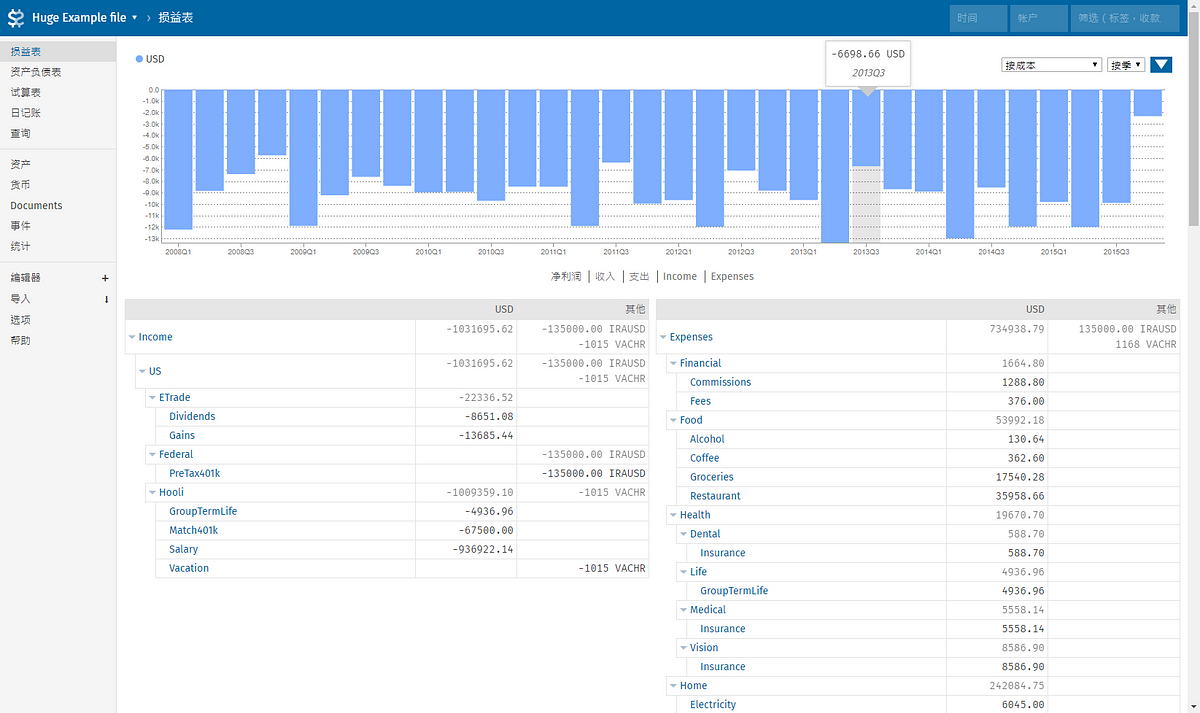 Huge Example file ▾ › 损益表
时间 帐户 筛选 ( 标签，收款
损益表
资产负债表
试算表
日记账
查询
资产
货币
Documents
事件
统计
编辑器 +
导入
选项
帮助
USD
-6698.66 USD
2013Q3
按成本 按季
0.0
-1.0k
-2.0k
-3.0k
-4.0k
-5.0k
-6.0k
-7.0k
-8.0k
-9.0k
-10k
-11k
-12k
-13k
2008Q1 2008Q3 2009Q1 2009Q3 2010Q1 2010Q3 2011Q1 2011Q3 2012Q1 2012Q3 2013Q1 2013Q3 2014Q1 2014Q3 2015Q1 2015Q3
净利润 | 收入 | 支出 | Income | Expenses
USD 其他
Income -1031695.62 -135000.00 IRAUSD
-1015 VACHR
US -1031695.62 -135000.00 IRAUSD
-1015 VACHR
ETrade -22336.52
Dividends -8651.08
Gains -13685.44
Federal -135000.00 IRAUSD
PreTax401k -135000.00 IRAUSD
Hooli -1009359.10 -1015 VACHR
GroupTermLife -4936.96
Match401k -67500.00
Salary -936922.14
Vacation -1015 VACHR
USD 其他
Expenses 734938.79 135000.00 IRAUSD
1168 VACHR
Financial 1664.80
Commissions 1288.80
Fees 376.00
Food 53992.18
Alcohol 130.64
Coffee 362.60
Groceries 17540.28
Restaurant 35958.66
Health 19670.70
Dental 588.70
Insurance 588.70
Life 4936.96
GroupTermLife 4936.96
Medical 5558.14
Insurance 5558.14
Vision 8586.90
Insurance 8586.90
Home 242084.75
Electricity 6045.00